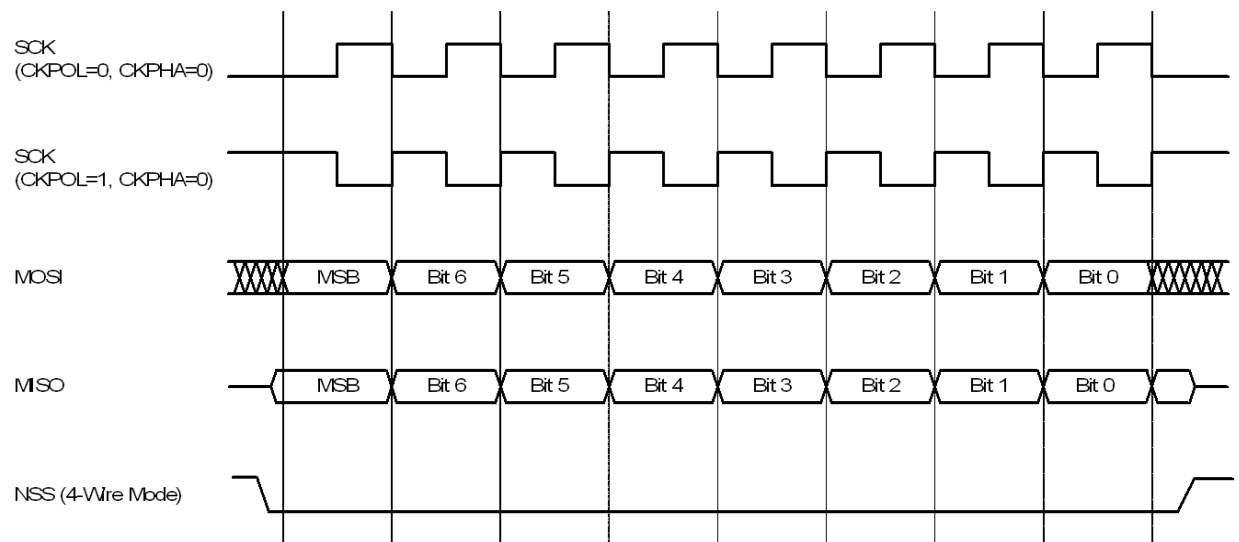 SCK
(CKPOL=0, CKPHA=0)
SCK
(CKPOL=1, CKPHA=0)
MOSI
MSB Bit 6 Bit 5 Bit 4 Bit 3 Bit 2 Bit 1 Bit 0
MISO
MSB Bit 6 Bit 5 Bit 4 Bit 3 Bit 2 Bit 1 Bit 0
NSS (4-Wire Mode)